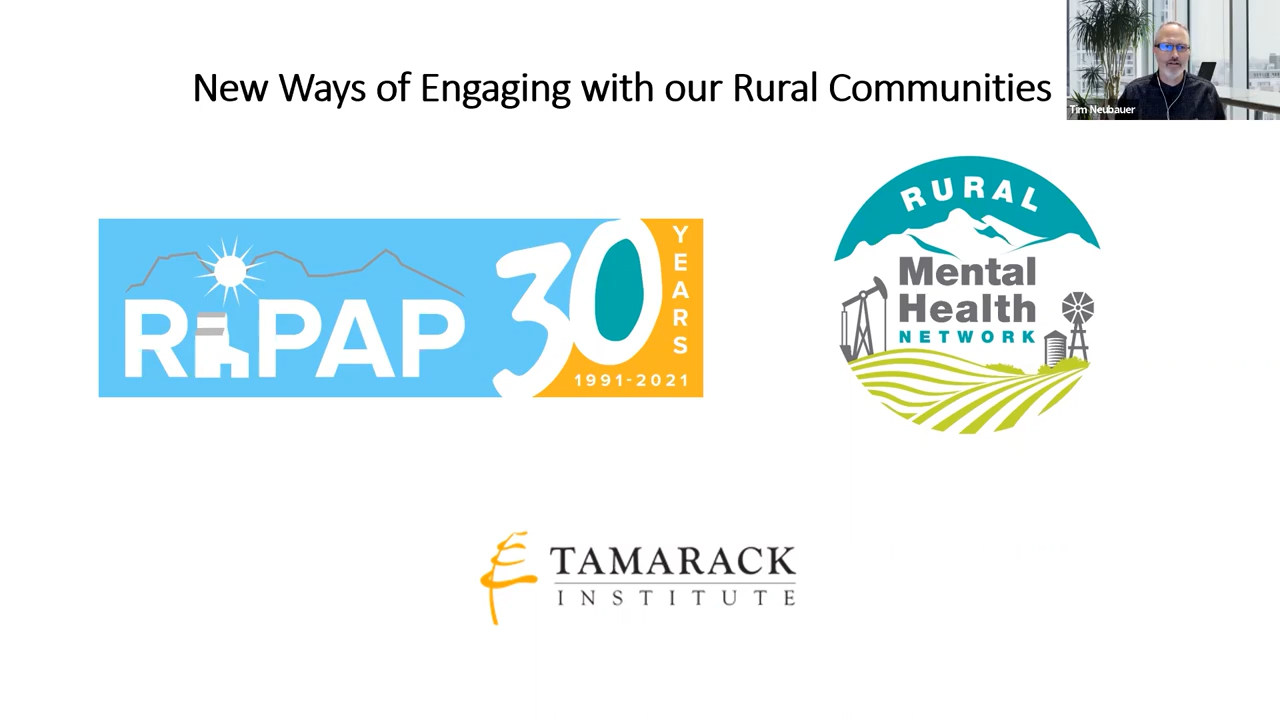 New Ways of Engaging with our Rural Communities
Tim Neubauer
RhPAP
30
YEARS
1991-2021
RURAL
Mental
Health
NETWORK
TAMARACK
INSTITUTE